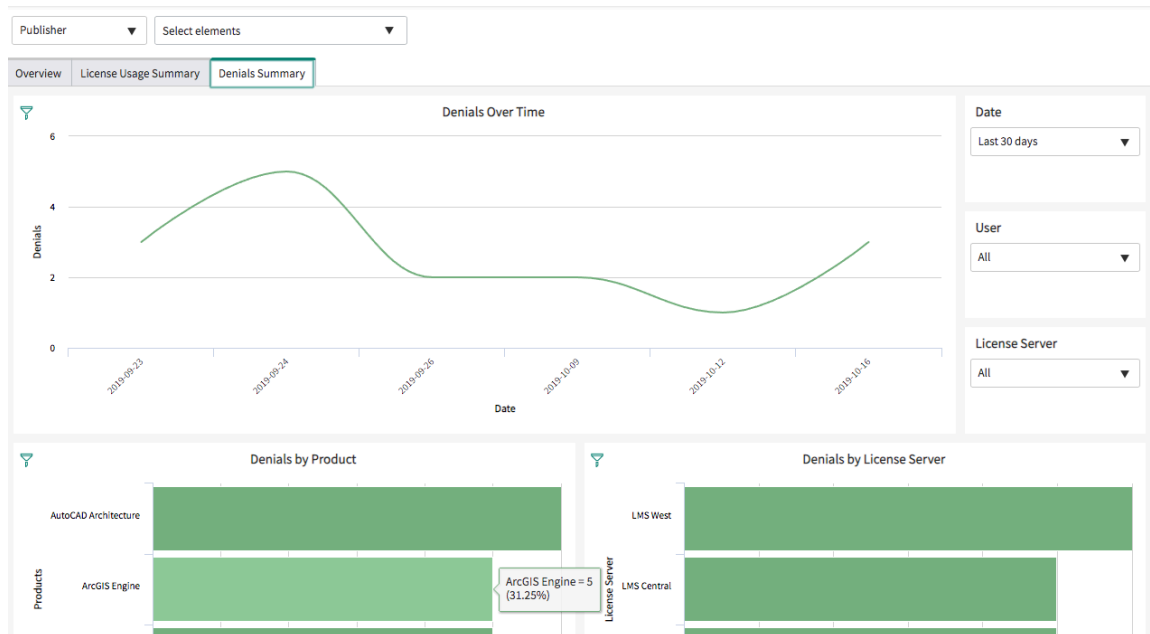 Publisher
Select elements
Overview
License Usage Summary
Denials Summary
Denials Over Time
6
4
2
0
Denials
2019-09-23
2019-09-24
2019-09-26
2019-10-09
2019-10-12
2019-10-16
Date
Date
Last 30 days
User
All
License Server
All
Denials by Product
Products
AutoCAD Architecture
ArcGIS Engine
ArcGIS Engine = 5
(31.25%)
Denials by License Server
License Server
LMS West
LMS Central